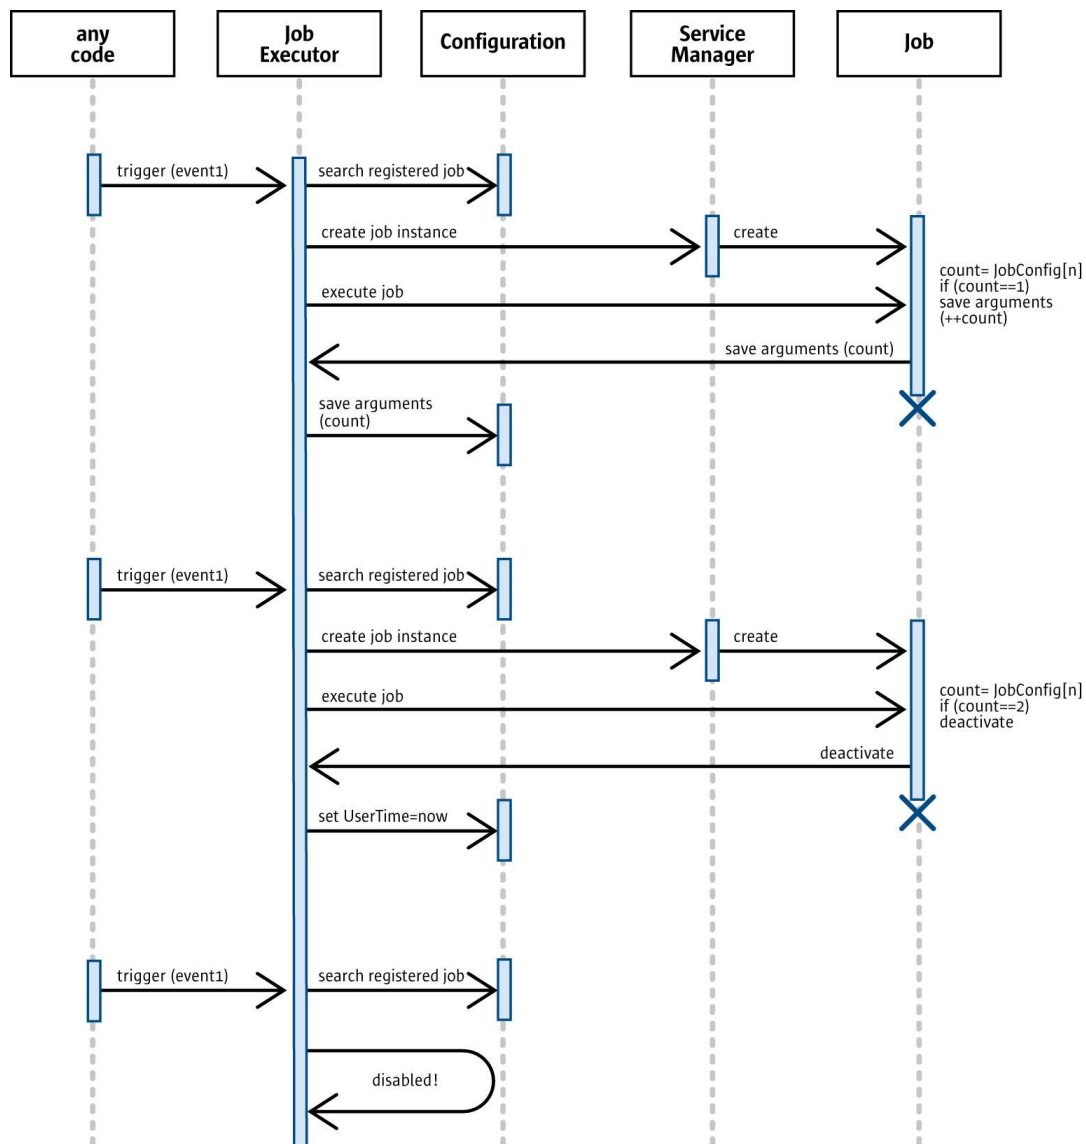 any
code
Job
Executor
Configuration
Service
Manager
Job
trigger (event1)
search registered job
create job instance
create
count= JobConfig[n]
if (count==1)
save arguments
(++count)
execute job
save arguments (count)
save arguments
(count)
trigger (event1)
search registered job
create job instance
create
execute job
count= JobConfig[n]
if (count==2)
deactivate
deactivate
set UserTime=now
trigger (event1)
search registered job
disabled!